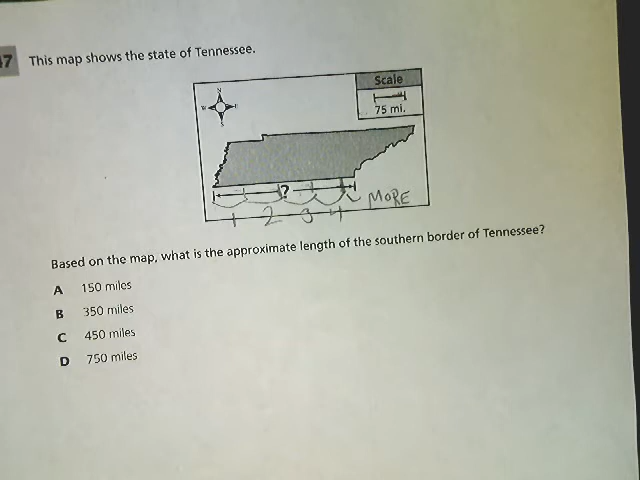 17 This map shows the state of Tennessee.
Scale
75 mi.
N
W E
S
?
MORE
1 2 3 4
Based on the map, what is the approximate length of the southern border of Tennessee?
A 150 miles
B 350 miles
C 450 miles
D 750 miles